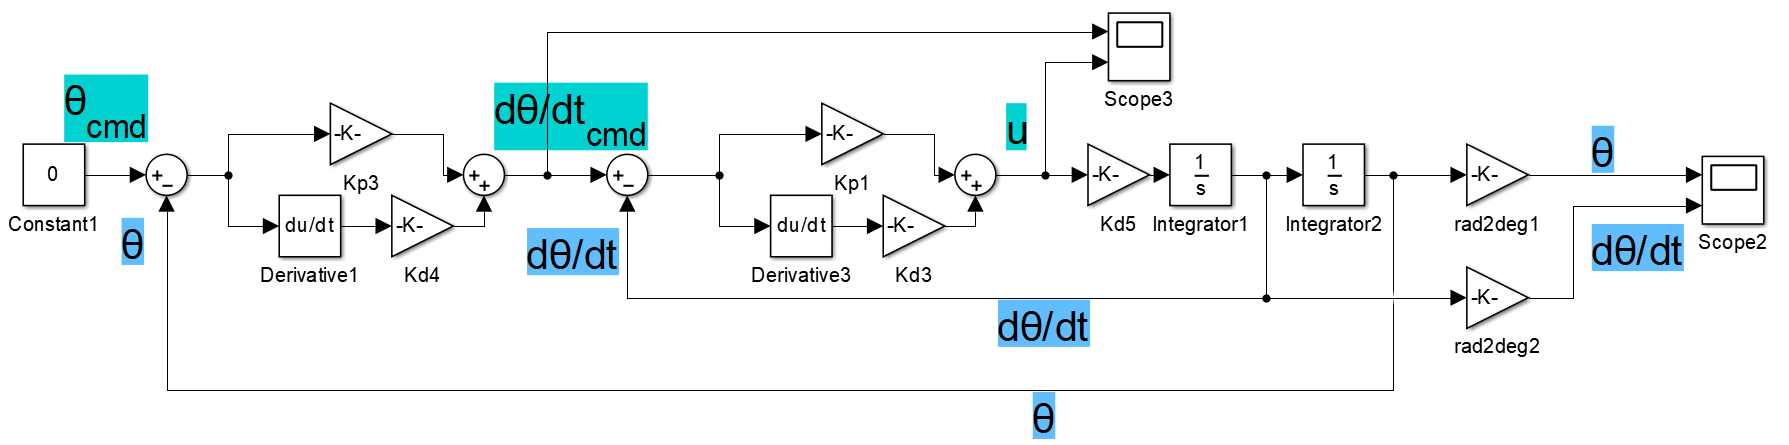 Scope3
θcmd
dθ/dtcmd
u
-K-
Kp3
-K-
Kp1
0
Constant1
+
−
+
+
+
−
+
+
-K-
Kd5
1
s
Integrator1
1
s
Integrator2
-K-
rad2deg1
θ
Scope2
θ
du/dt
Derivative1
-K-
Kd4
dθ/dt
du/dt
Derivative3
-K-
Kd3
dθ/dt
dθ/dt
-K-
rad2deg2
θ